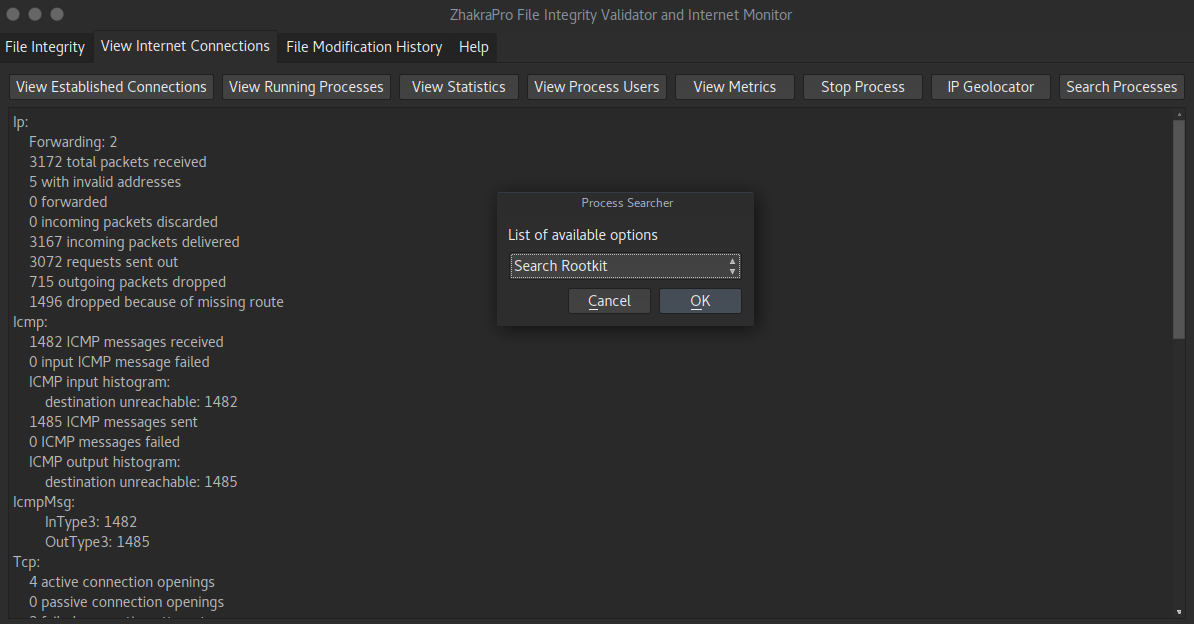 ZhakraPro File Integrity Validator and Internet Monitor
File Integrity View Internet Connections File Modification History Help
View Established Connections View Running Processes View Statistics View Process Users View Metrics Stop Process IP Geolocator Search Processes
Ip:
Forwarding: 2
3172 total packets received
5 with invalid addresses
0 forwarded
0 incoming packets discarded
3167 incoming packets delivered
3072 requests sent out
715 outgoing packets dropped
1496 dropped because of missing route
Icmp:
1482 ICMP messages received
0 input ICMP message failed
ICMP input histogram:
destination unreachable: 1482
1485 ICMP messages sent
0 ICMP messages failed
ICMP output histogram:
destination unreachable: 1485
IcmpMsg:
InType3: 1482
OutType3: 1485
Tcp:
4 active connection openings
0 passive connection openings
Process Searcher
List of available options
Search Rootkit
Cancel OK